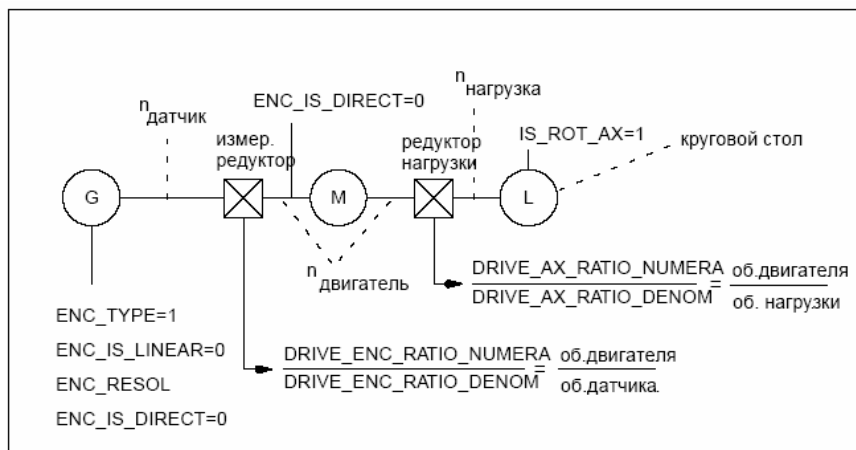 n
датчик
ENC_IS_DIRECT=0
n
нагрузка
измер.
редуктор
редуктор
нагрузки
IS_ROT_AX=1
круговой стол
G
M
L
n
двигатель
DRIVE_AX_RATIO_NUMERA
DRIVE_AX_RATIO_DENOM
=
об.двигателя
об. нагрузки
ENC_TYPE=1
ENC_IS_LINEAR=0
ENC_RESOL
ENC_IS_DIRECT=0
DRIVE_ENC_RATIO_NUMERA
DRIVE_ENC_RATIO_DENOM
=
об.двигателя
об.датчика.